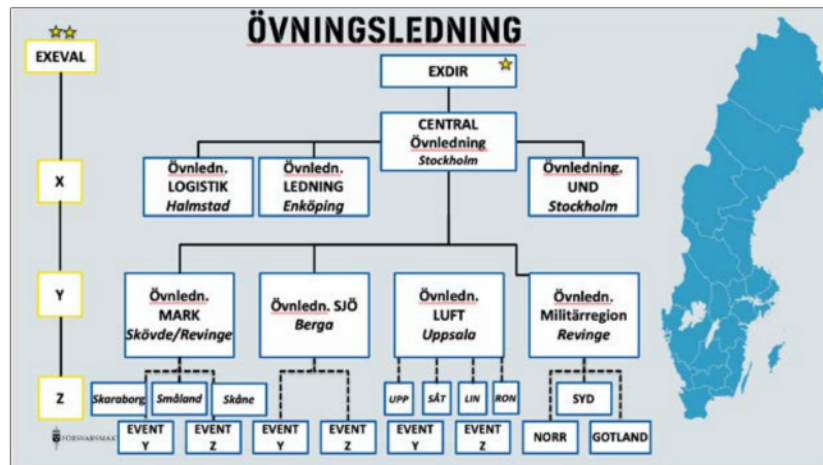 ÖVNINGSLEDNING
EXEVAL
EXDIR
CENTRAL
Övnledning
Stockholm
X
Övnledn.
LOGISTIK
Halmstad
Övnledn.
LEDNING
Enköping
Övnledning.
UND
Stockholm
Y
Övnledn.
MARK
Skövde/Revinge
Övnledn. SJÖ
Berga
Övnledn.
LUFT
Uppsala
Övnledn.
Militärregion
Revinge
Z
Skaraborg
Småland
Skåne
UPP
SÅT
LIN
RON
SYD
EVENT
Y
EVENT
Z
EVENT
Y
EVENT
Z
EVENT
Y
EVENT
Z
NORR
GOTLAND
FÖRSVARSMAK